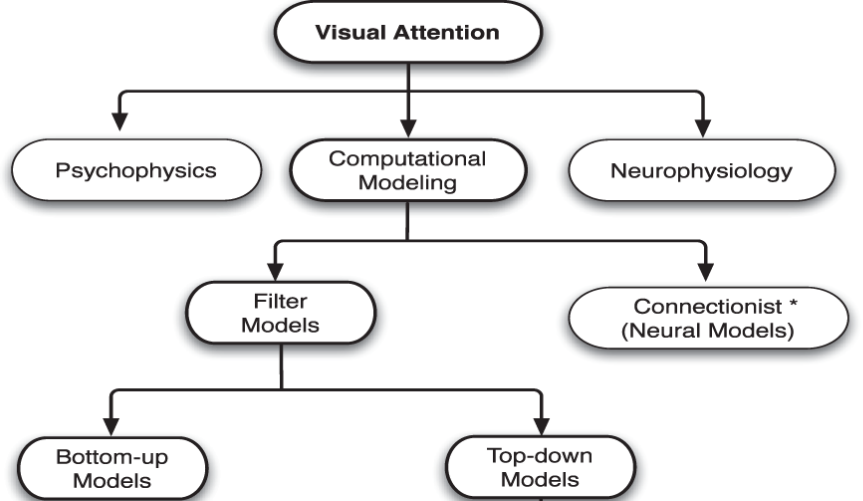 Visual Attention
Psychophysics
Computational
Modeling
Neurophysiology
Filter
Models
Connectionist *
(Neural Models)
Bottom-up
Models
Top-down
Models